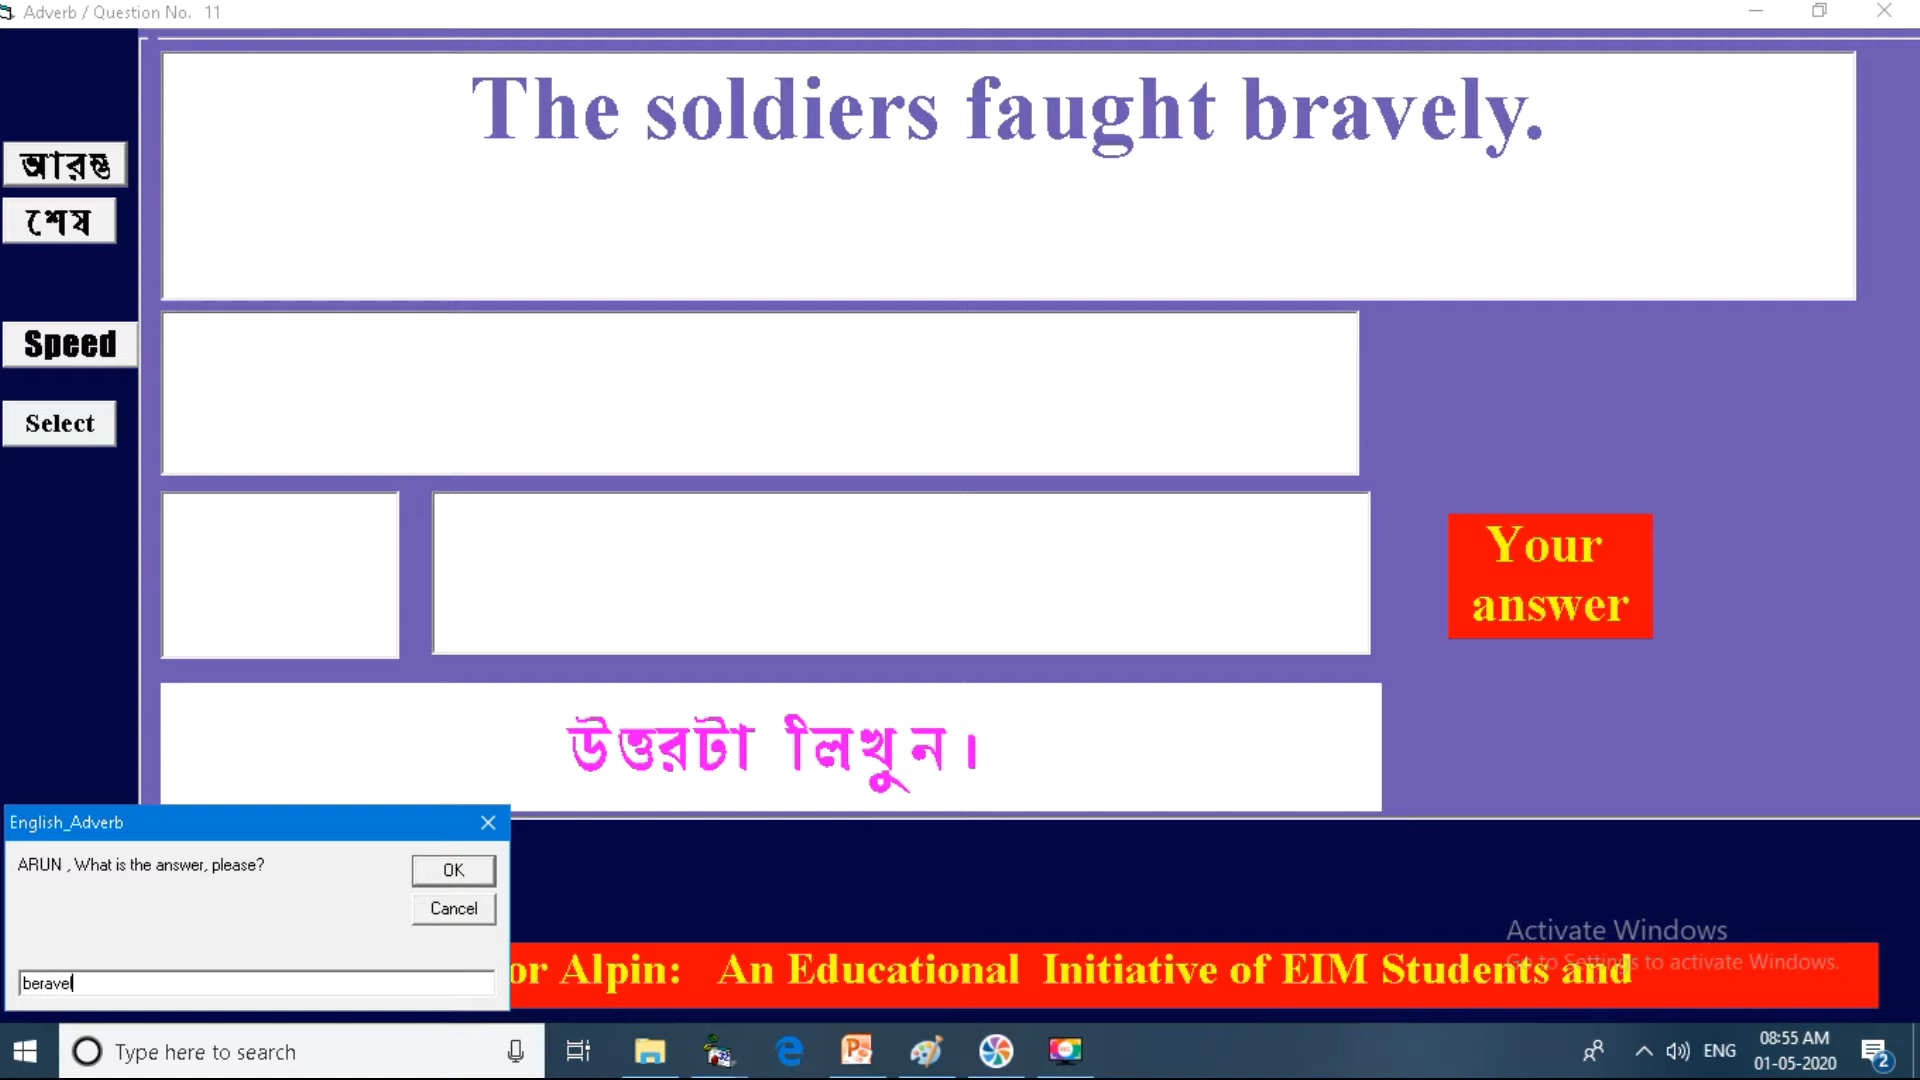 Adverb / Question No. 11
The soldiers faught bravely.
আরম্ভ
শেষ
Speed
Select
Your
answer
উত্তরটা লিখুন।
English_Adverb
ARUN , What is the answer, please?
OK
Cancel
beravel
or Alpin: An Educational Initiative of EIM Students and
Activate Windows
Go to Settings to activate Windows.
Type here to search
ENG
08:55 AM
01-05-2020
2